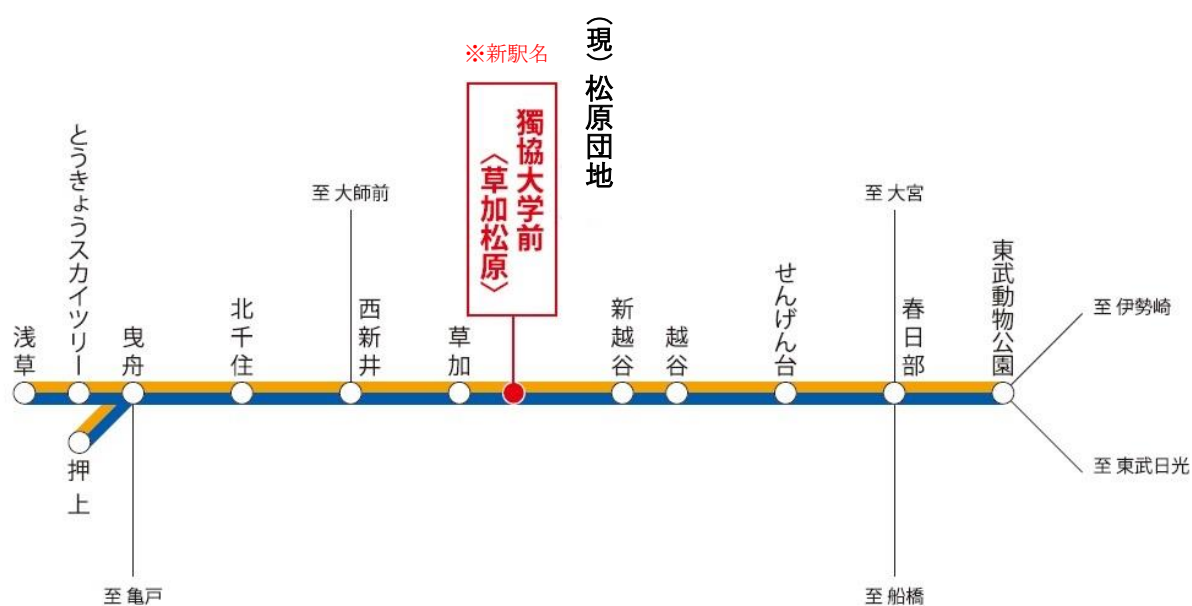 ※新駅名
獨協大学前
〈草加松原〉
(現)松原団地
至 大師前
至 大宮
浅草
とうきょうスカイツリー
曳舟
北千住
西新井
草加
新越谷
越谷
せんげん台
春日部
東武動物公園
至 伊勢崎
至 東武日光
押上
至 亀戸
至 船橋